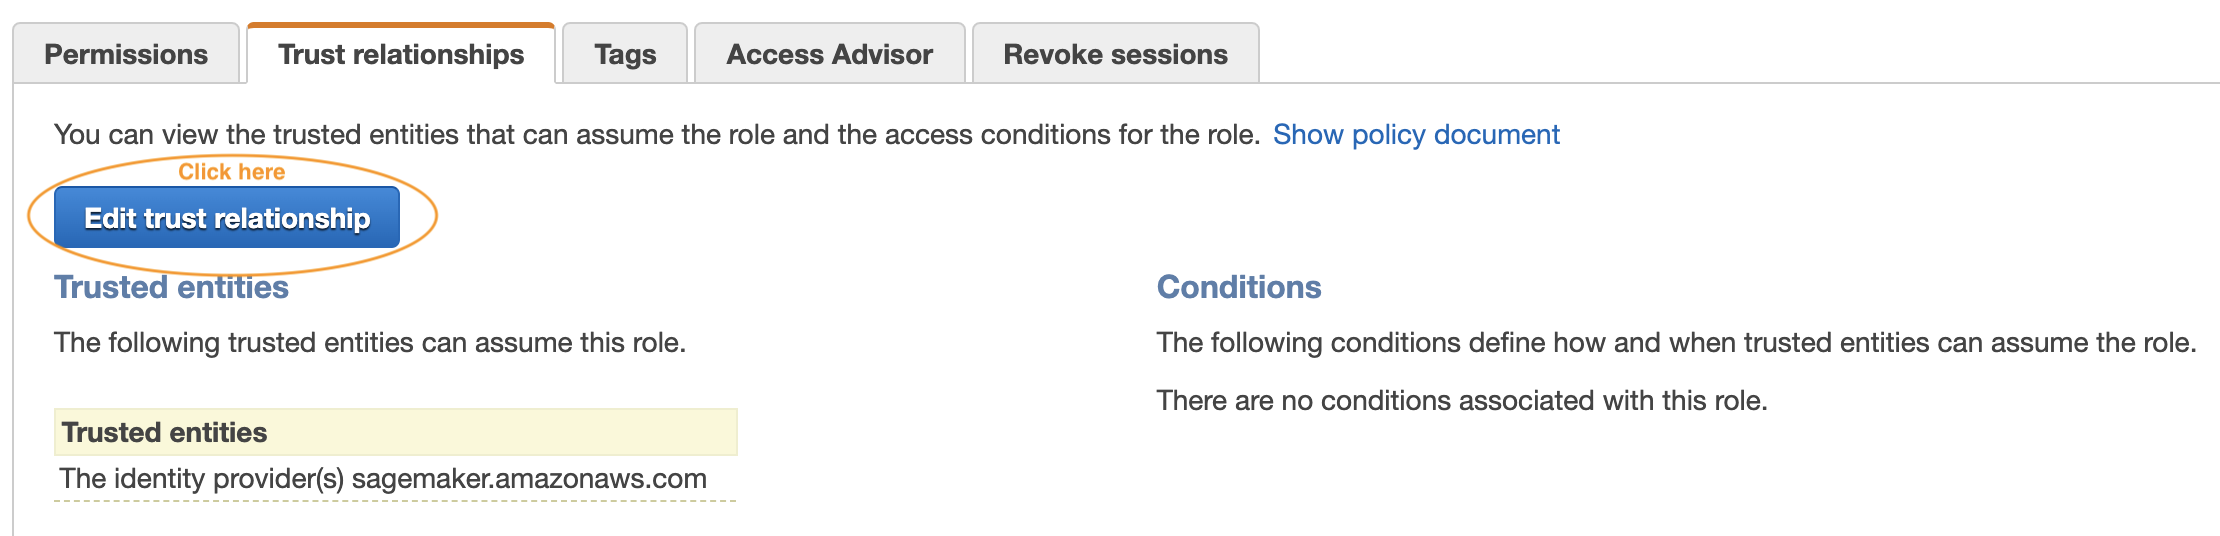 Permissions
Trust relationships
Tags
Access Advisor
Revoke sessions
You can view the trusted entities that can assume the role and the access conditions for the role. Show policy document
Click here
Edit trust relationship
Trusted entities
The following trusted entities can assume this role.
Trusted entities
The identity provider(s) sagemaker.amazonaws.com
Conditions
The following conditions define how and when trusted entities can assume the role.
There are no conditions associated with this role.